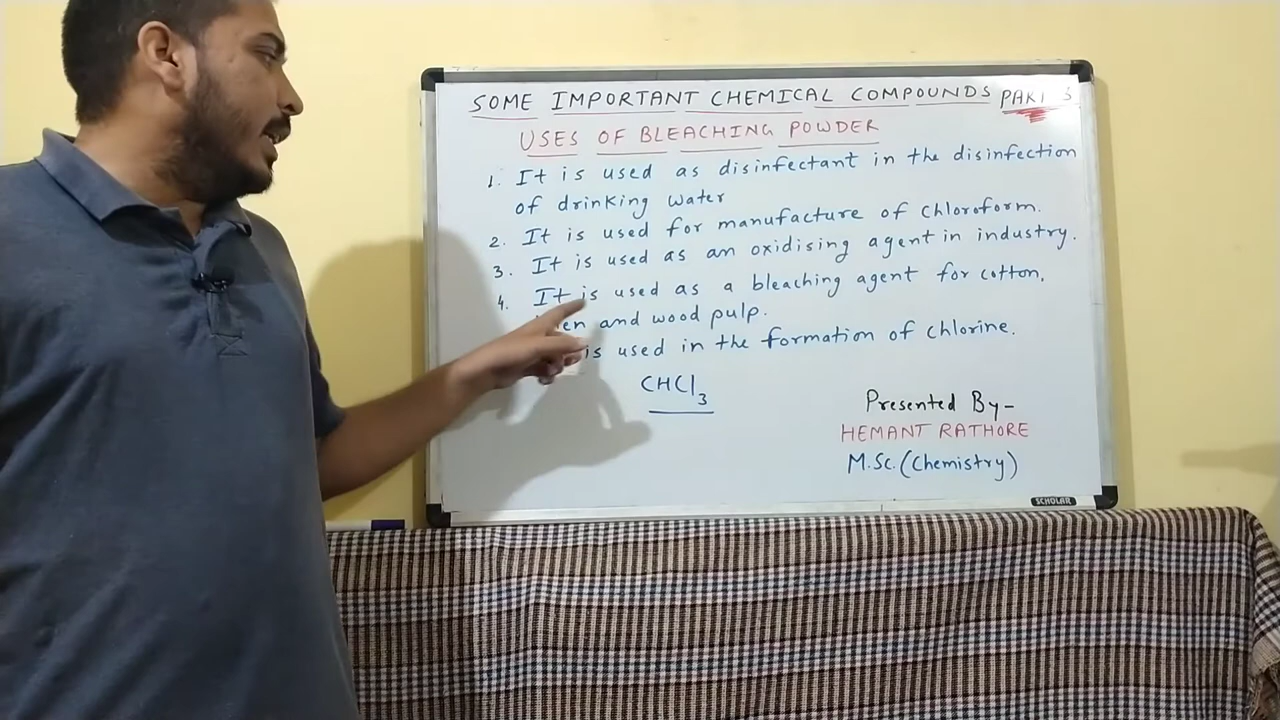 SOME IMPORTANT CHEMICAL COMPOUNDS PART 3
USES OF BLEACHING POWDER
1. It is used as disinfectant in the disinfection
of drinking water
2. It is used for manufacture of chloroform.
3. It is used as an oxidising agent in industry.
4. It is used as a bleaching agent for cotton,
and wood pulp.
is used in the formation of chlorine.
CHCl3
Presented By-
HEMANT RATHORE
M.Sc. (Chemistry)
SCHOLAR